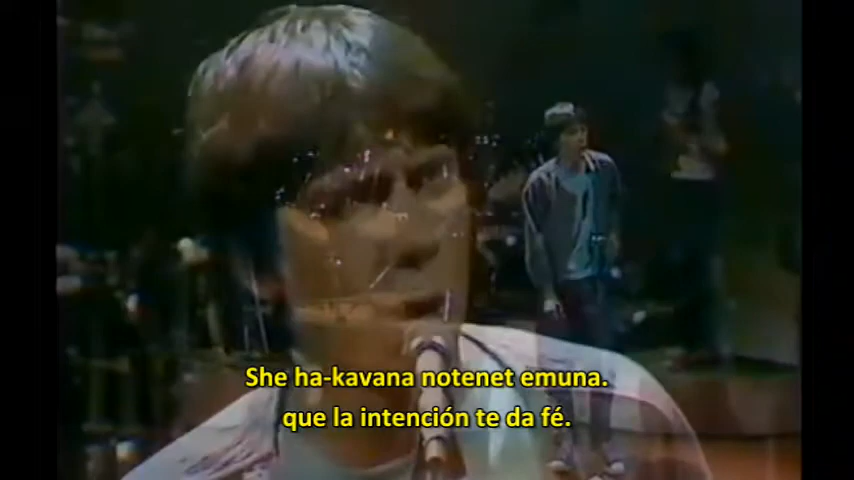 She ha-kavana notenet emuna.
que la intención te da fé.